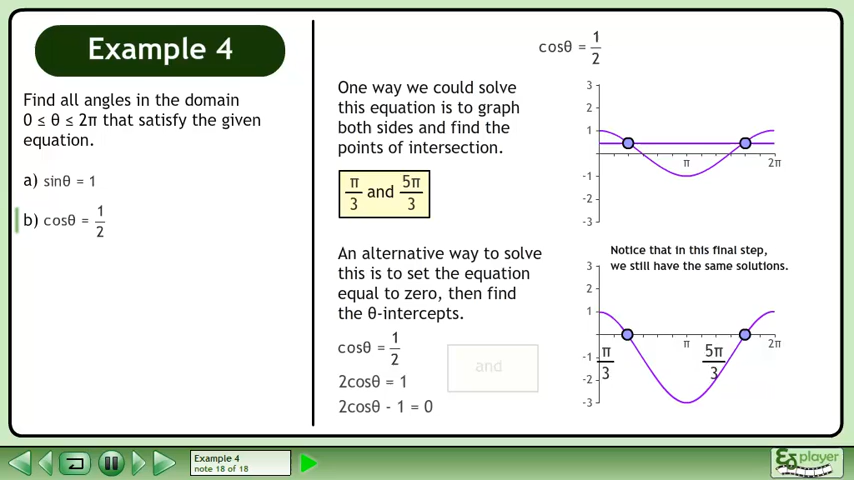 Example 4
Find all angles in the domain
0 ≤ θ ≤ 2π that satisfy the given
equation.
a) sinθ = 1
b) cosθ = 1/2
cosθ = 1/2
One way we could solve
this equation is to graph
both sides and find the
points of intersection.
π/3 and 5π/3
3
2
1
-1
-2
-3
π
2π
An alternative way to solve
this is to set the equation
equal to zero, then find
the θ-intercepts.
cosθ = 1/2
2cosθ = 1
2cosθ - 1 = 0
and
Notice that in this final step,
we still have the same solutions.
3
2
1
-1
-2
-3
π
2π
π/3
5π/3
Example 4
note 18 of 18
player